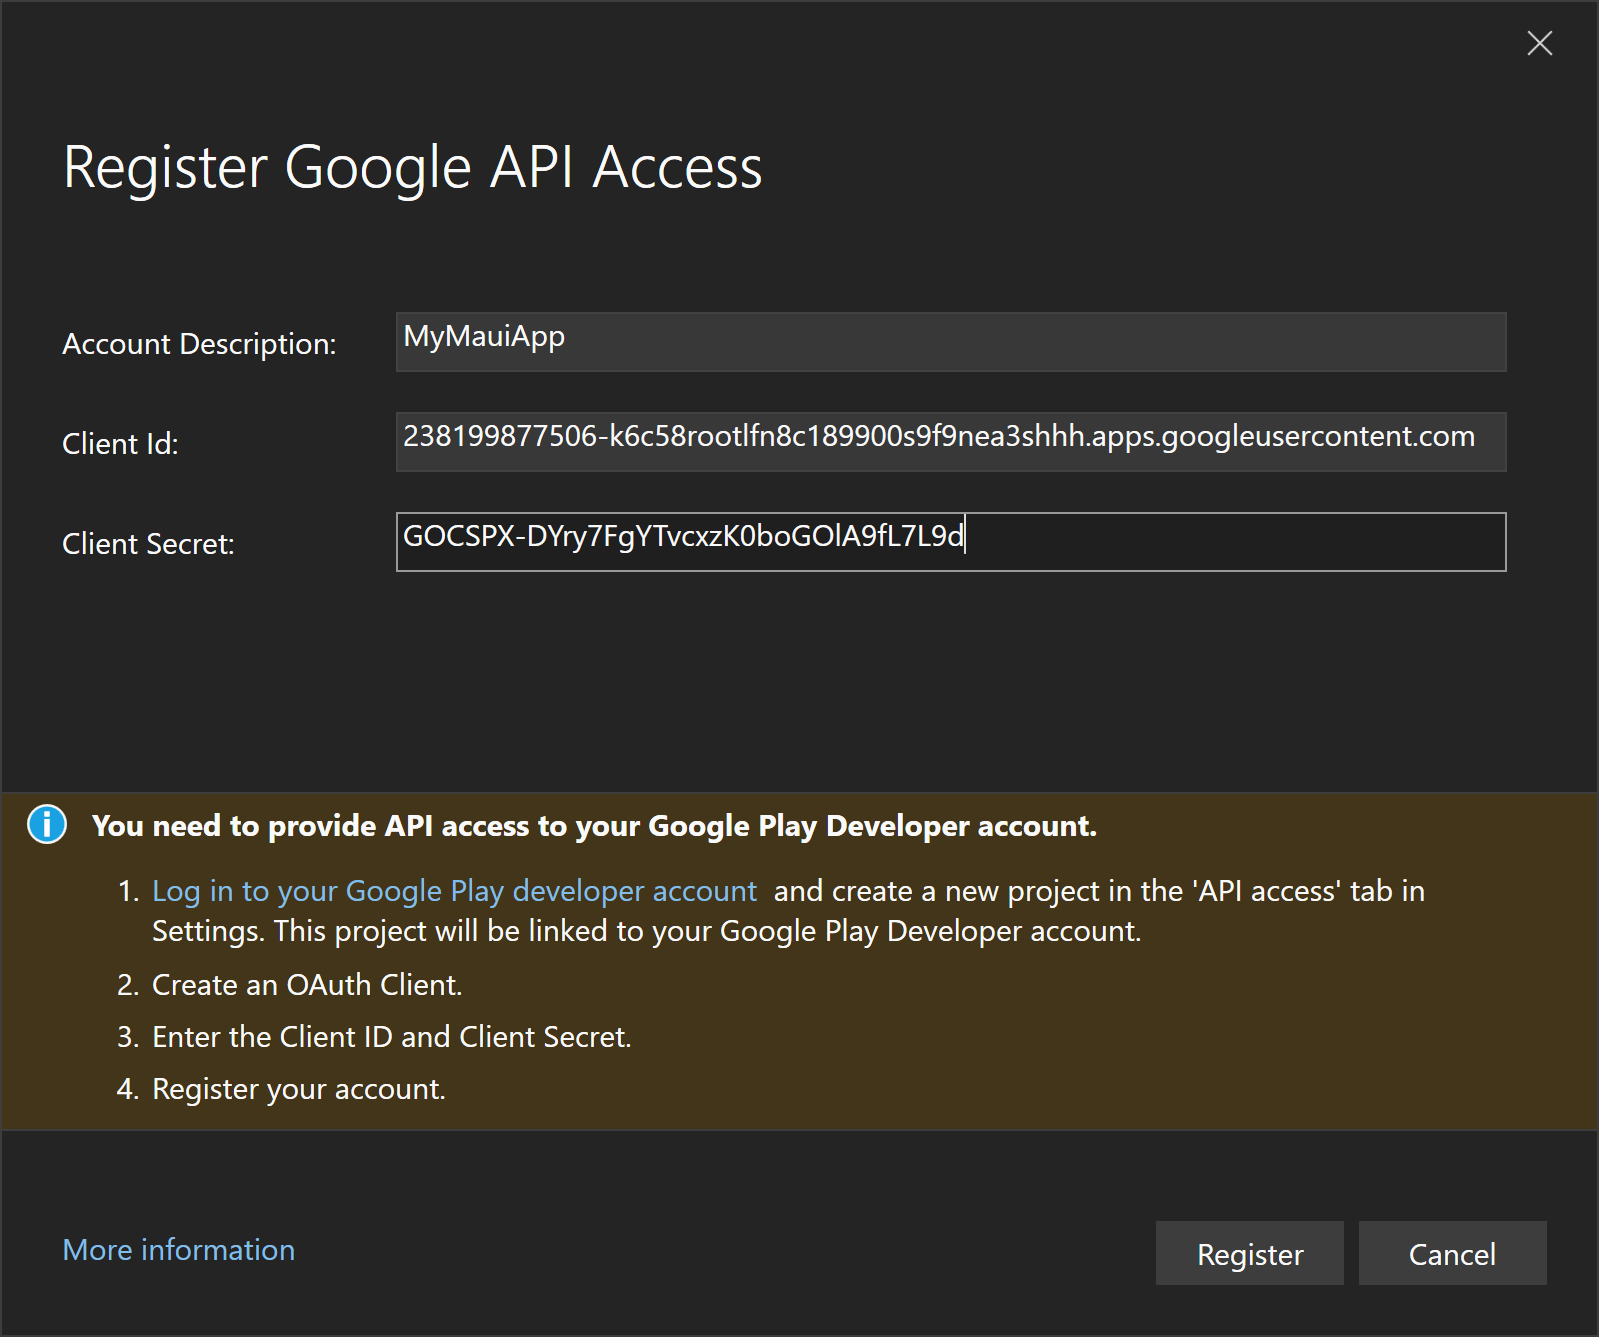 Register Google API Access
Account Description:
MyMauiApp
Client Id:
238199877506-k6c58rootlfn8c189900s9f9nea3shhh.apps.googleusercontent.com
Client Secret:
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
You need to provide API access to your Google Play Developer account.
1. Log in to your Google Play developer account and create a new project in the 'API access' tab in
Settings. This project will be linked to your Google Play Developer account.
2. Create an OAuth Client.
3. Enter the Client ID and Client Secret.
4. Register your account.
More information
Register
Cancel